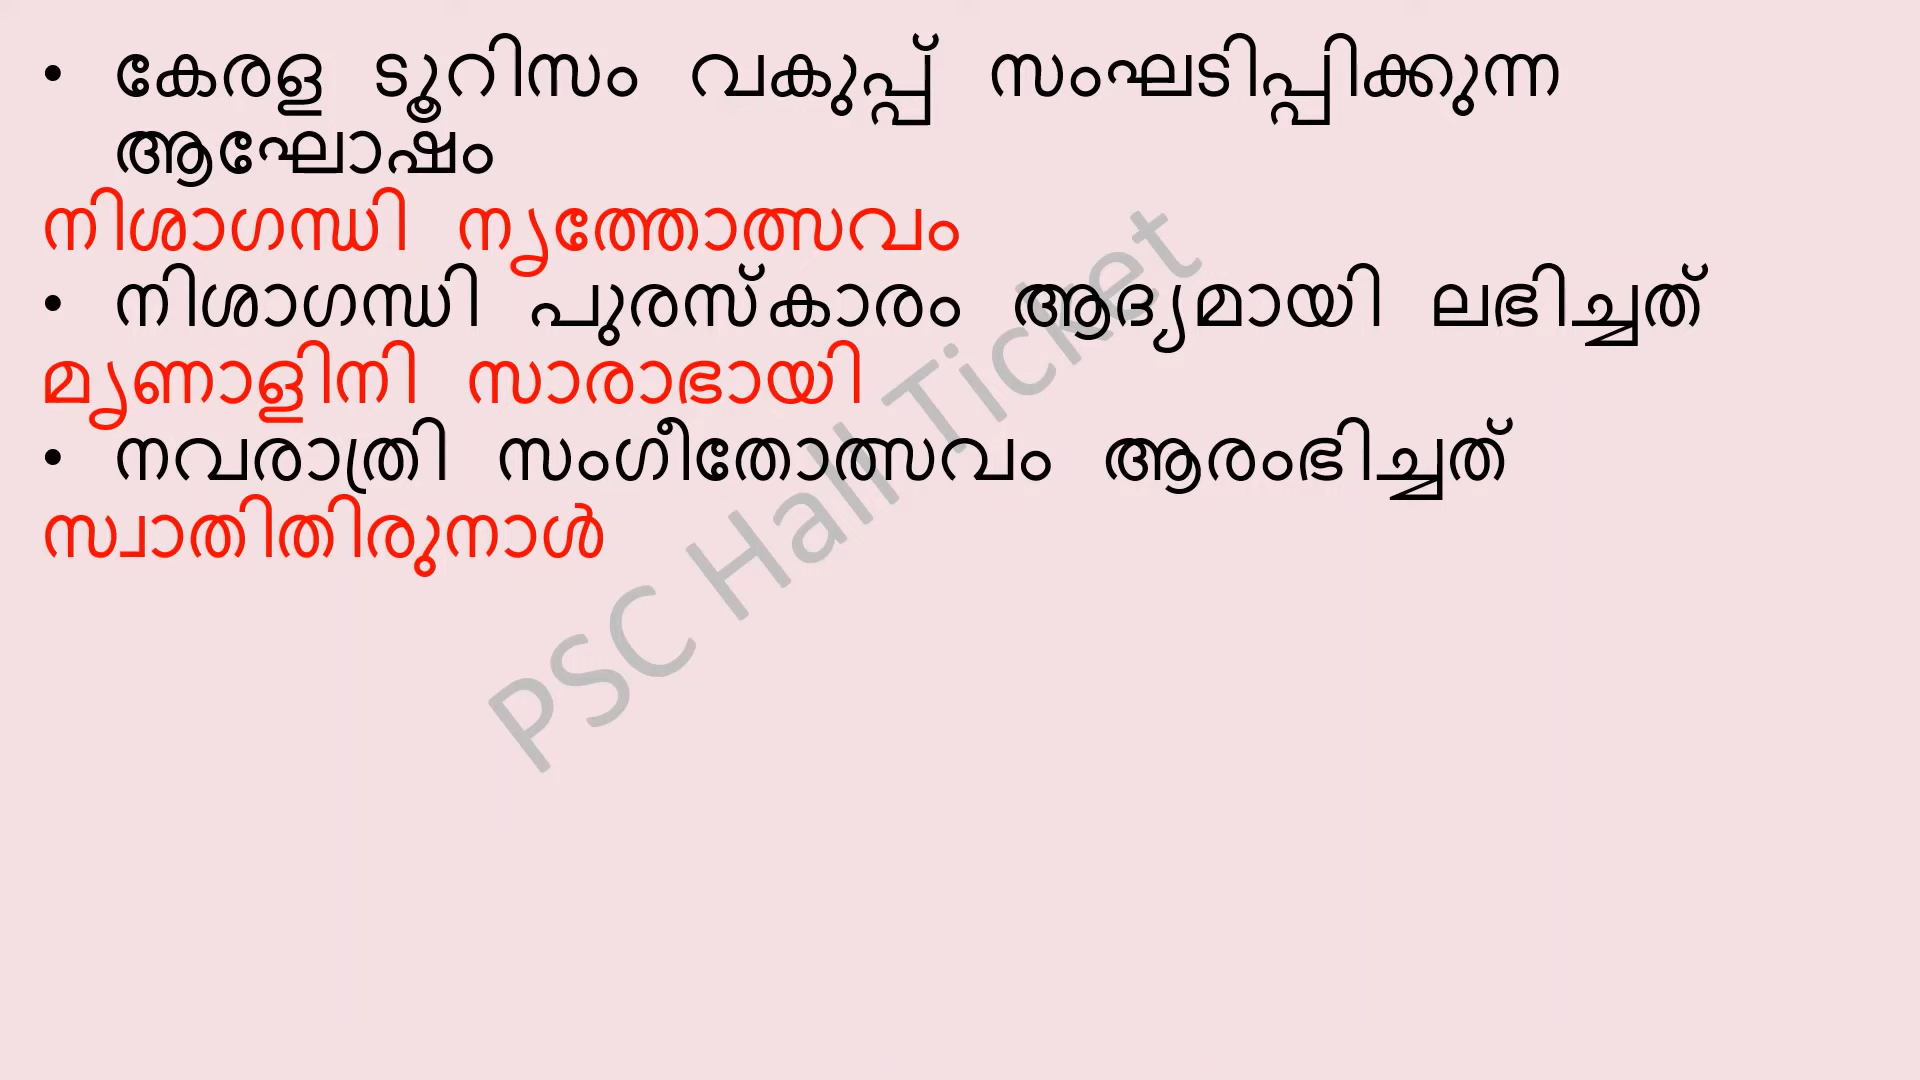 • കേരള ടൂറിസം വകുപ്പ് സംഘടിപ്പിക്കുന്ന
ആഘോഷം
നിശാഗന്ധി നൃത്തോത്സവം
• നിശാഗന്ധി പുരസ്കാരം ആദ്യമായി ലഭിച്ചത്
മൃണാളിനി സാരാഭായി
• നവരാത്രി സംഗീതോത്സവം ആരംഭിച്ചത്
സ്വാതിതിരുനാൾ
PSC Hall Ticket